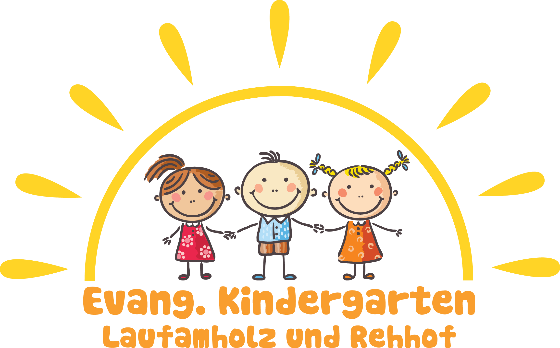 Evang. Kindergarten
Laufamholz und Rehhof